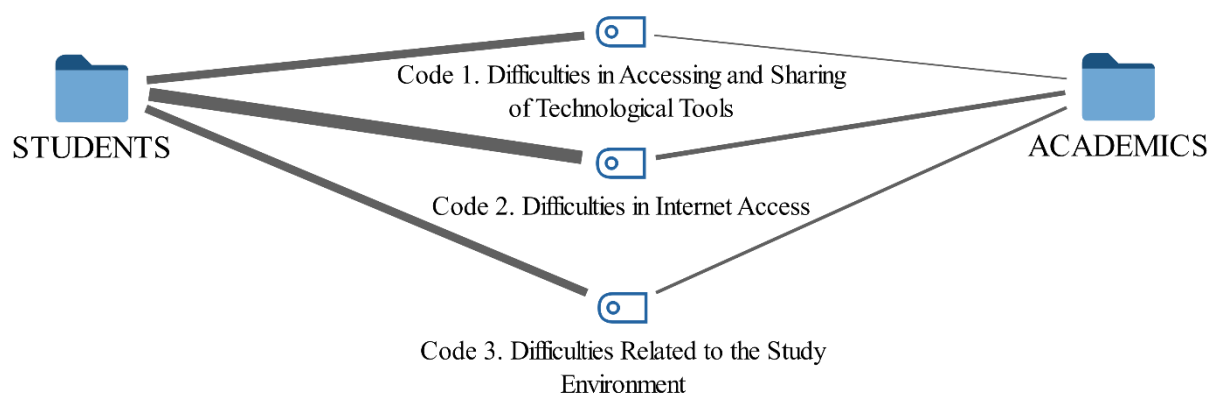 Code 1. Difficulties in Accessing and Sharing
of Technological Tools
STUDENTS
ACADEMICS
Code 2. Difficulties in Internet Access
Code 3. Difficulties Related to the Study
Environment